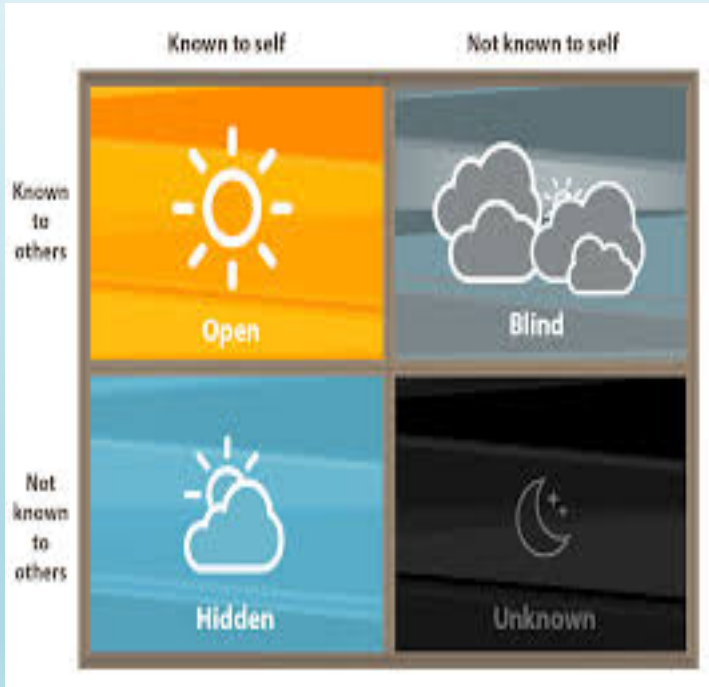 Known to self
Not known to self
Known
to
others
Open
Blind
Not
known
to
others
Hidden
Unknown